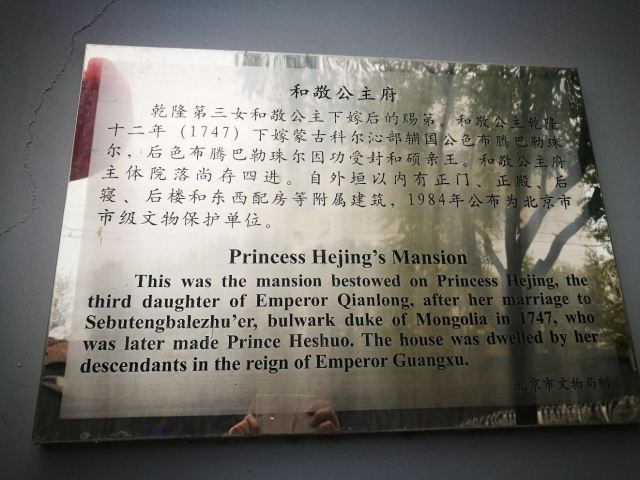 和敬公主府
乾隆第三女和敬公主下嫁后的赐第。和敬公主乾隆
十二年（1747）下嫁蒙古科尔沁部辅国公色布腾巴勒珠
尔，后色布腾巴勒珠尔因功受封和硕亲王。和敬公主府
主体院落尚存四进。自外垣以内有正门、正殿、后
寝、后楼和东西配房等附属建筑，1984年公布为北京市
市级文物保护单位。
Princess Hejing's Mansion
This was the mansion bestowed on Princess Hejing, the
third daughter of Emperor Qianlong, after her marriage to
Sebutengbalezhu'er, bulwark duke of Mongolia in 1747, who
was later made Prince Heshuo. The house was dwelled by her
descendants in the reign of Emperor Guangxu.
北京市文物局制